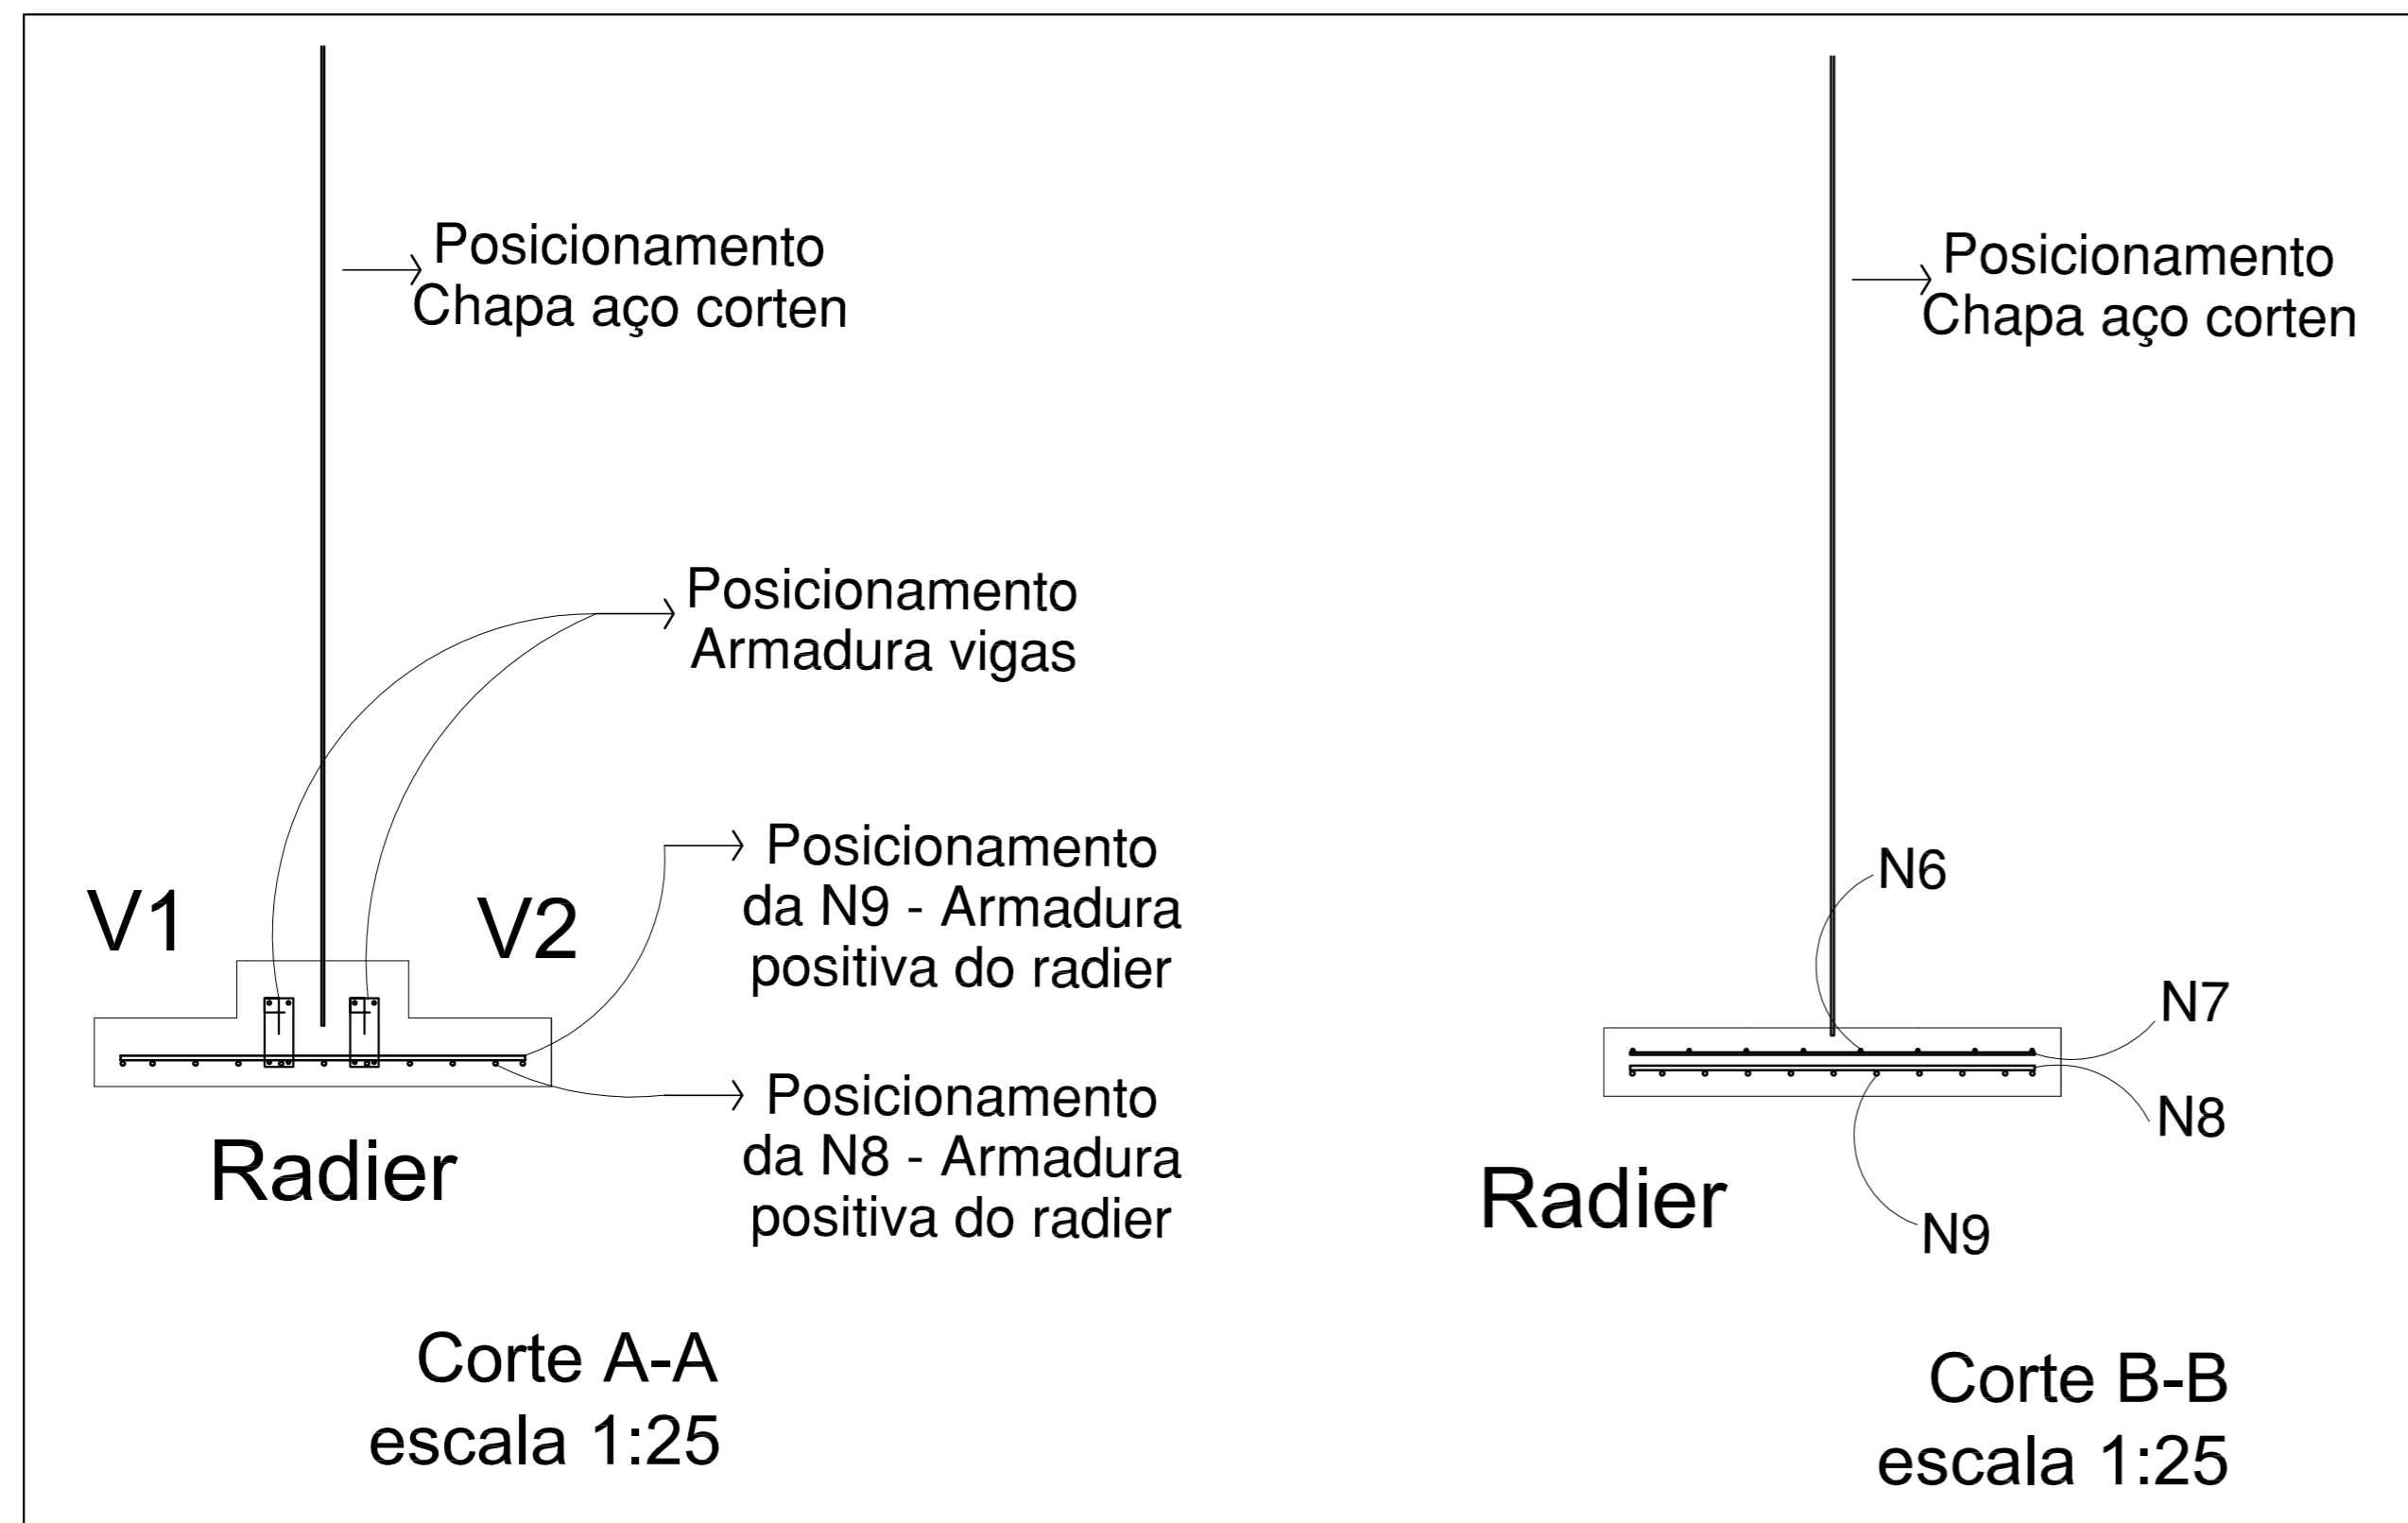 Posicionamento
Chapa aço corten
Posicionamento
Armadura vigas
V1
V2
Posicionamento
da N9 - Armadura
positiva do radier
Posicionamento
da N8 - Armadura
positiva do radier
Radier
Corte A-A
escala 1:25
Posicionamento
Chapa aço corten
N6
N7
N8
N9
Radier
Corte B-B
escala 1:25